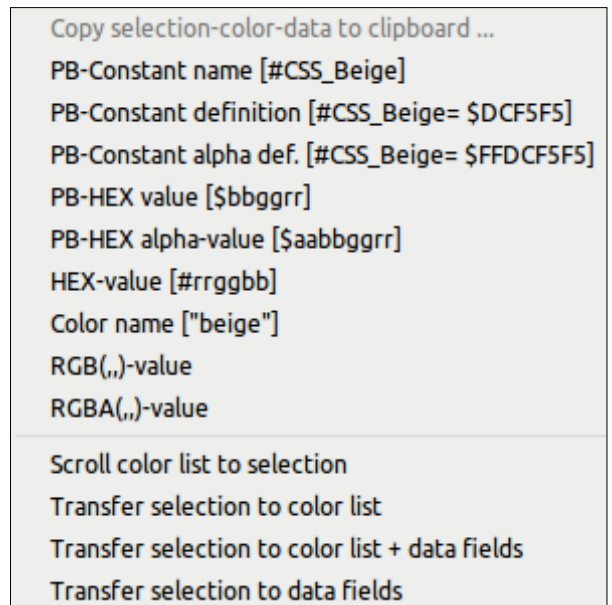 Copy selection-color-data to clipboard ...
PB-Constant name [#CSS_Beige]
PB-Constant definition [#CSS_Beige= $DCF5F5]
PB-Constant alpha def. [#CSS_Beige= $FFDCF5F5]
PB-HEX value [$bbggrr]
PB-HEX alpha-value [$aabbggrr]
HEX-value [#rrggbb]
Color name ["beige"]
RGB(,,)-value
RGBA(,,)-value
Scroll color list to selection
Transfer selection to color list
Transfer selection to color list + data fields
Transfer selection to data fields